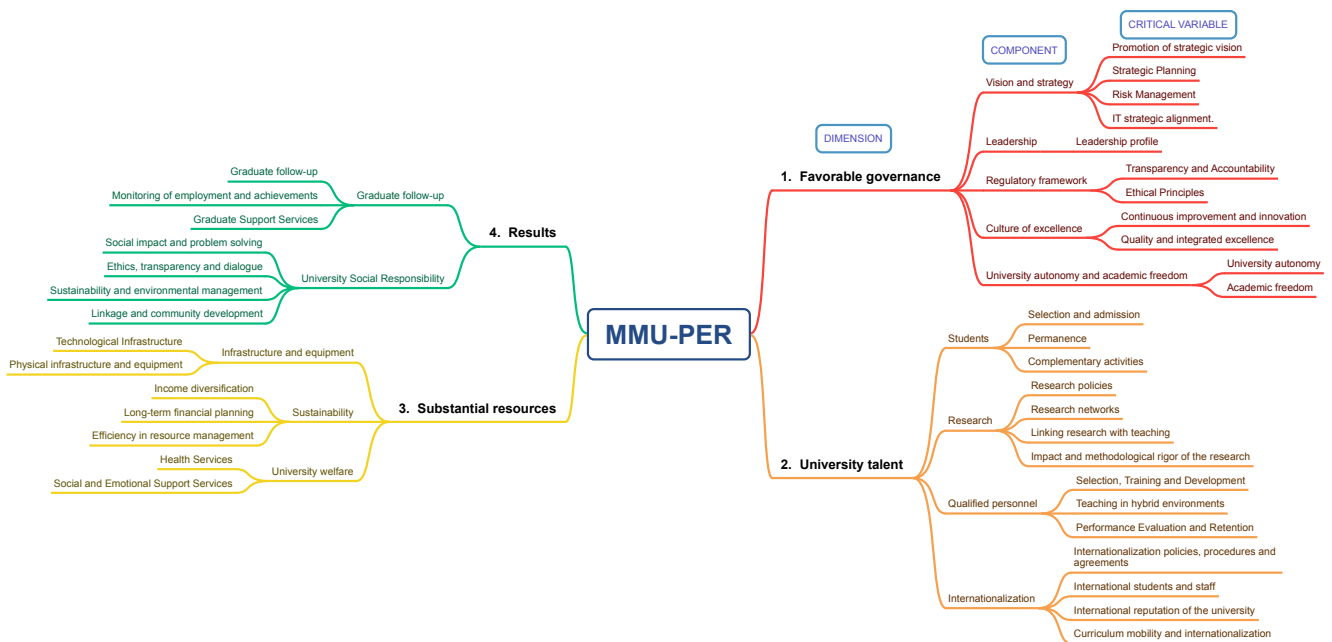 CRITICAL VARIABLE
COMPONENT
DIMENSION
MMU-PER
1. Favorable governance
Vision and strategy
Promotion of strategic vision
Strategic Planning
Risk Management
IT strategic alignment.
Leadership
Leadership profile
Regulatory framework
Transparency and Accountability
Ethical Principles
Culture of excellence
Continuous improvement and innovation
Quality and integrated excellence
University autonomy and academic freedom
University autonomy
Academic freedom
2. University talent
Students
Selection and admission
Permanence
Complementary activities
Research
Research policies
Research networks
Linking research with teaching
Impact and methodological rigor of the research
Qualified personnel
Selection, Training and Development
Teaching in hybrid environments
Performance Evaluation and Retention
Internationalization
Internationalization policies, procedures and
agreements
International students and staff
International reputation of the university
Curriculum mobility and internationalization
3. Substantial resources
Infrastructure and equipment
Technological Infrastructure
Physical infrastructure and equipment
Sustainability
Income diversification
Long-term financial planning
Efficiency in resource management
University welfare
Health Services
Social and Emotional Support Services
4. Results
Graduate follow-up
Graduate follow-up
Monitoring of employment and achievements
Graduate Support Services
University Social Responsibility
Social impact and problem solving
Ethics, transparency and dialogue
Sustainability and environmental management
Linkage and community development